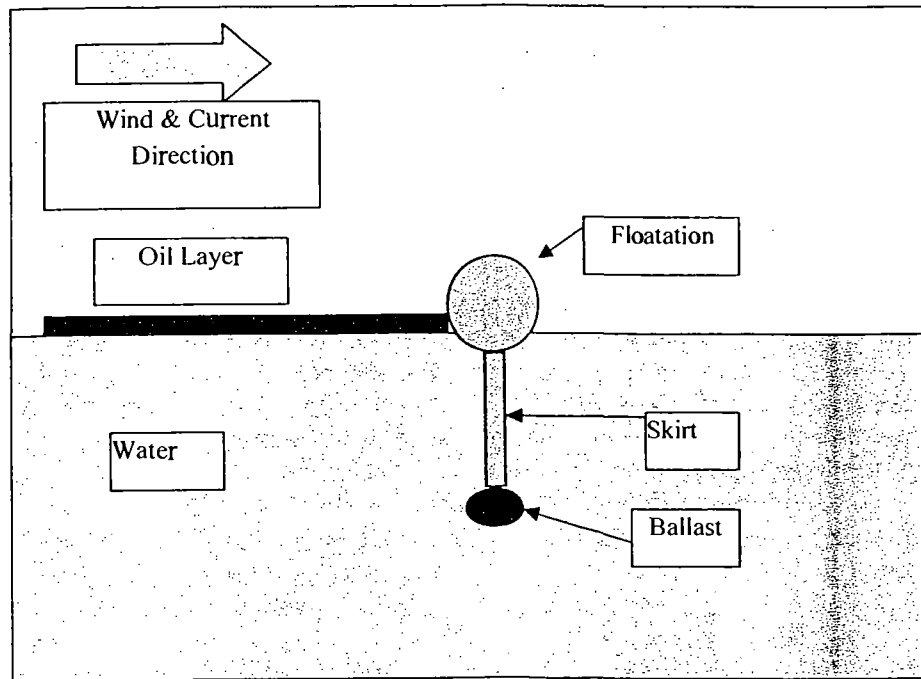 Wind & Current
Direction
Oil Layer
Floatation
Water
Skirt
Ballast